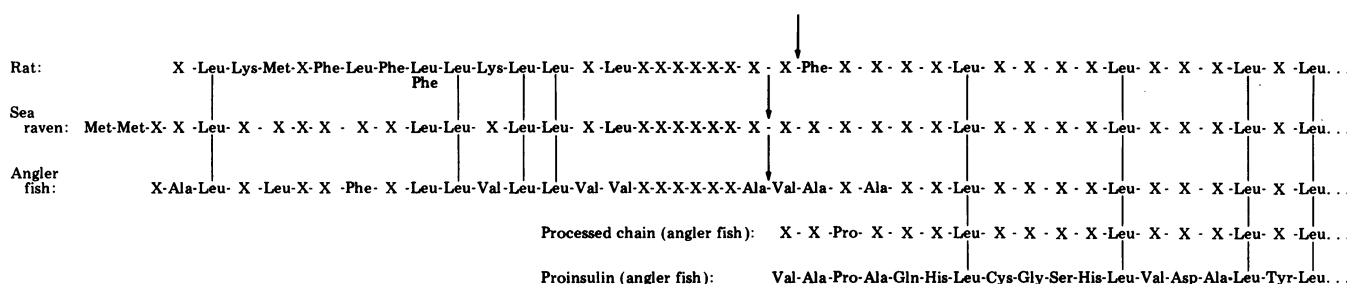 Rat: X -Leu-Lys-Met-X-Phe-Leu-Phe-Leu-Leu-Lys-Leu-Leu- X -Leu-X-X-X-X-X- X - X -Phe- X - X - X - X -Leu- X - X - X - X -Leu- X - X - X -Leu- X -Leu. . .
Phe
Sea
raven: Met-Met-X- X -Leu- X - X -X- X - X - X -Leu-Leu- X -Leu-Leu- X -Leu-X-X-X-X-X- X - X - X - X - X - X - X -Leu- X - X - X - X -Leu- X - X - X -Leu- X -Leu. . .
Angler
fish: X-Ala-Leu- X -Leu-X- X -Phe- X -Leu-Leu-Val-Leu-Leu-Val- Val-X-X-X-X-X-Ala-Val-Ala- X -Ala- X - X -Leu- X - X - X - X -Leu- X - X - X -Leu- X -Leu. . .
Processed chain (angler fish): X - X -Pro- X - X - X -Leu- X - X - X - X -Leu- X - X - X -Leu- X -Leu. . .
Proinsulin (angler fish): Val-Ala-Pro-Ala-Gln-His-Leu-Cys-Gly-Ser-His-Leu-Val-Asp-Ala-Leu-Tyr-Leu. . .